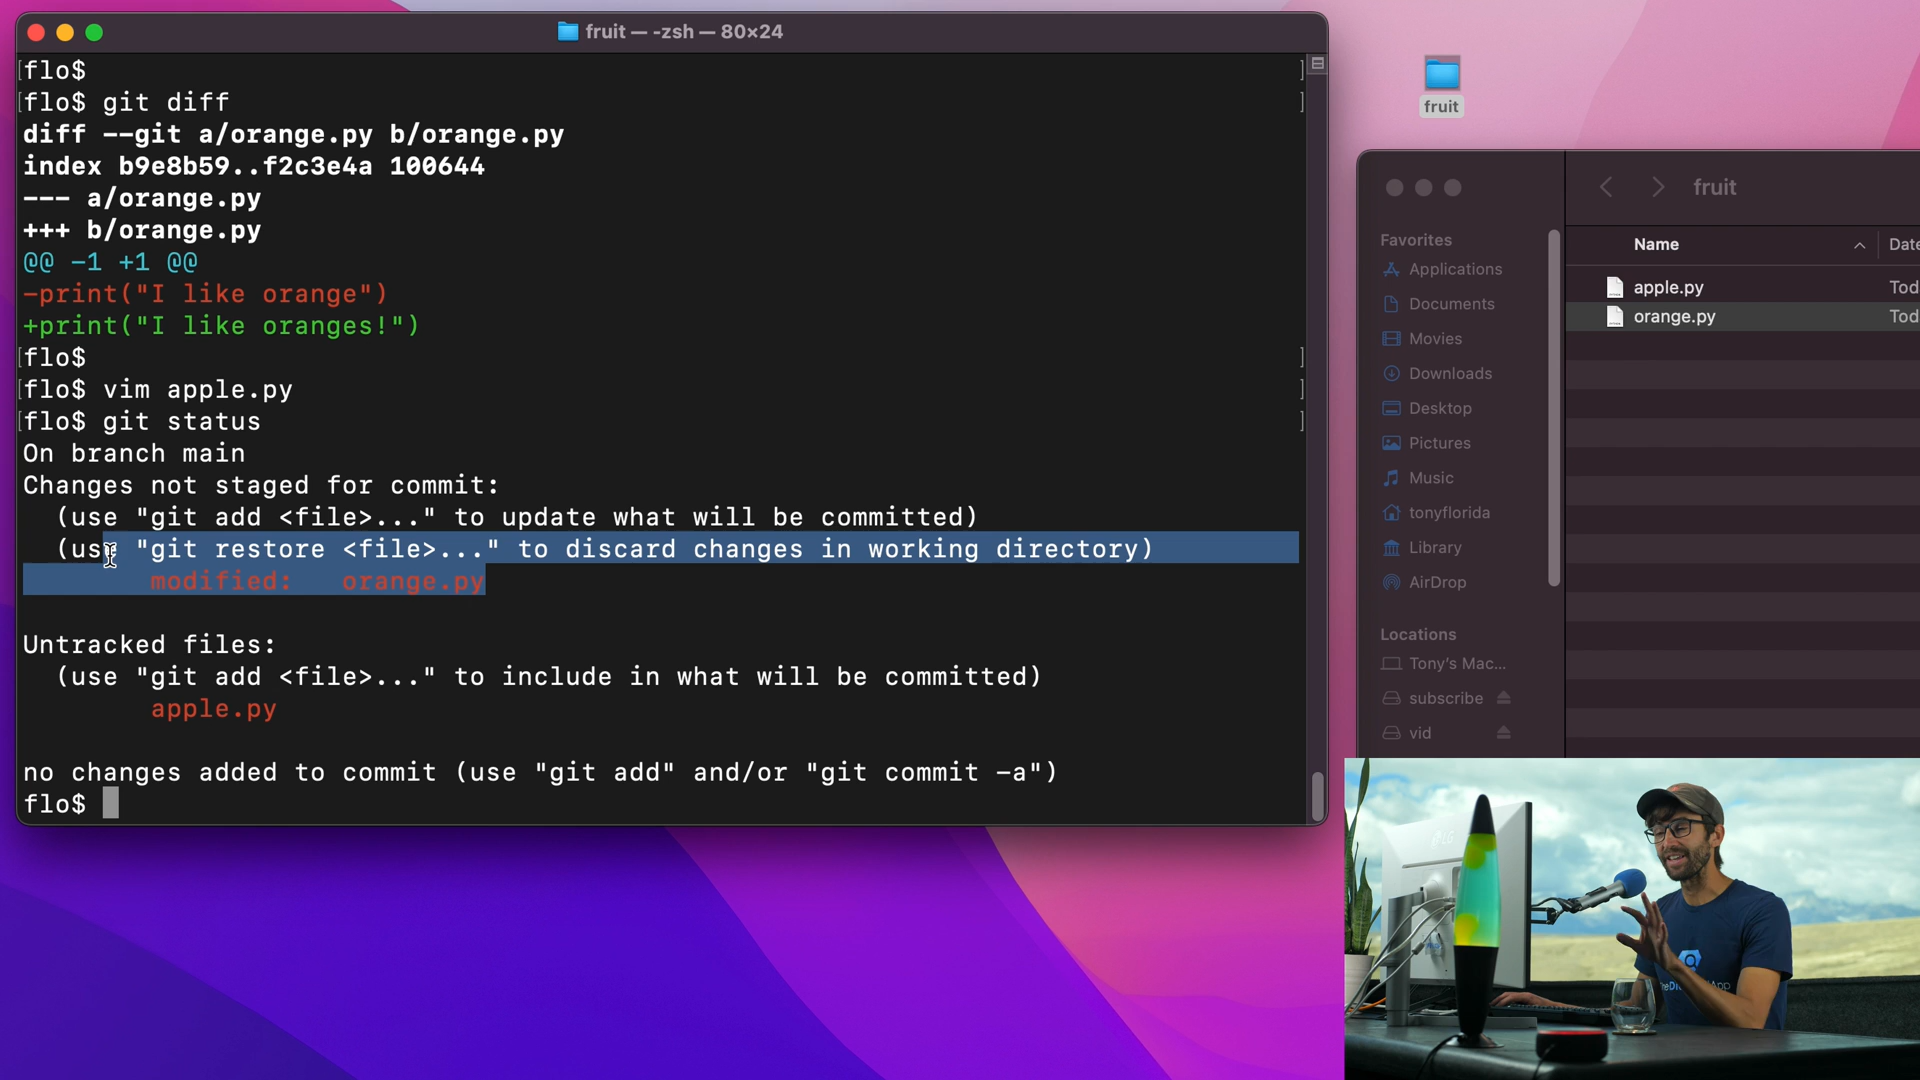 fruit — -zsh — 80×24
[flo$ ]
[flo$ git diff ]
diff --git a/orange.py b/orange.py
index b9e8b59..f2c3e4a 100644
--- a/orange.py
+++ b/orange.py
@@ -1 +1 @@
-print("I like orange")
+print("I like oranges!")
[flo$ ]
[flo$ vim apple.py ]
[flo$ git status ]
On branch main
Changes not staged for commit:
  (use "git add <file>..." to update what will be committed)
  (use "git restore <file>..." to discard changes in working directory)
        modified:   orange.py
Untracked files:
  (use "git add <file>..." to include in what will be committed)
        apple.py
no changes added to commit (use "git add" and/or "git commit -a")
flo$
fruit
fruit
Favorites
Applications
Documents
Movies
Downloads
Desktop
Pictures
Music
tonyflorida
Library
AirDrop
Locations
Tony's Mac...
subscribe
vid
Name Date
apple.py Tod
orange.py Tod
LG